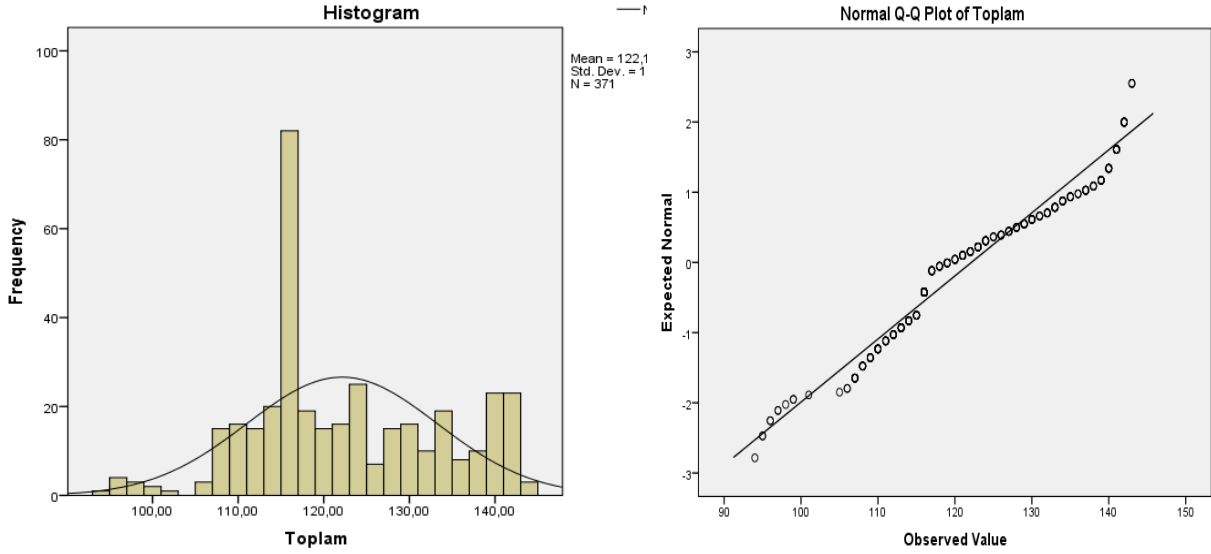 Histogram
Mean = 122,1
Std. Dev. = 1
N = 371
Frequency
100
80
60
40
20
0
100,00 110,00 120,00 130,00 140,00
Toplam
Normal Q-Q Plot of Toplam
Expected Normal
3
2
1
0
-1
-2
-3
90 100 110 120 130 140 150
Observed Value